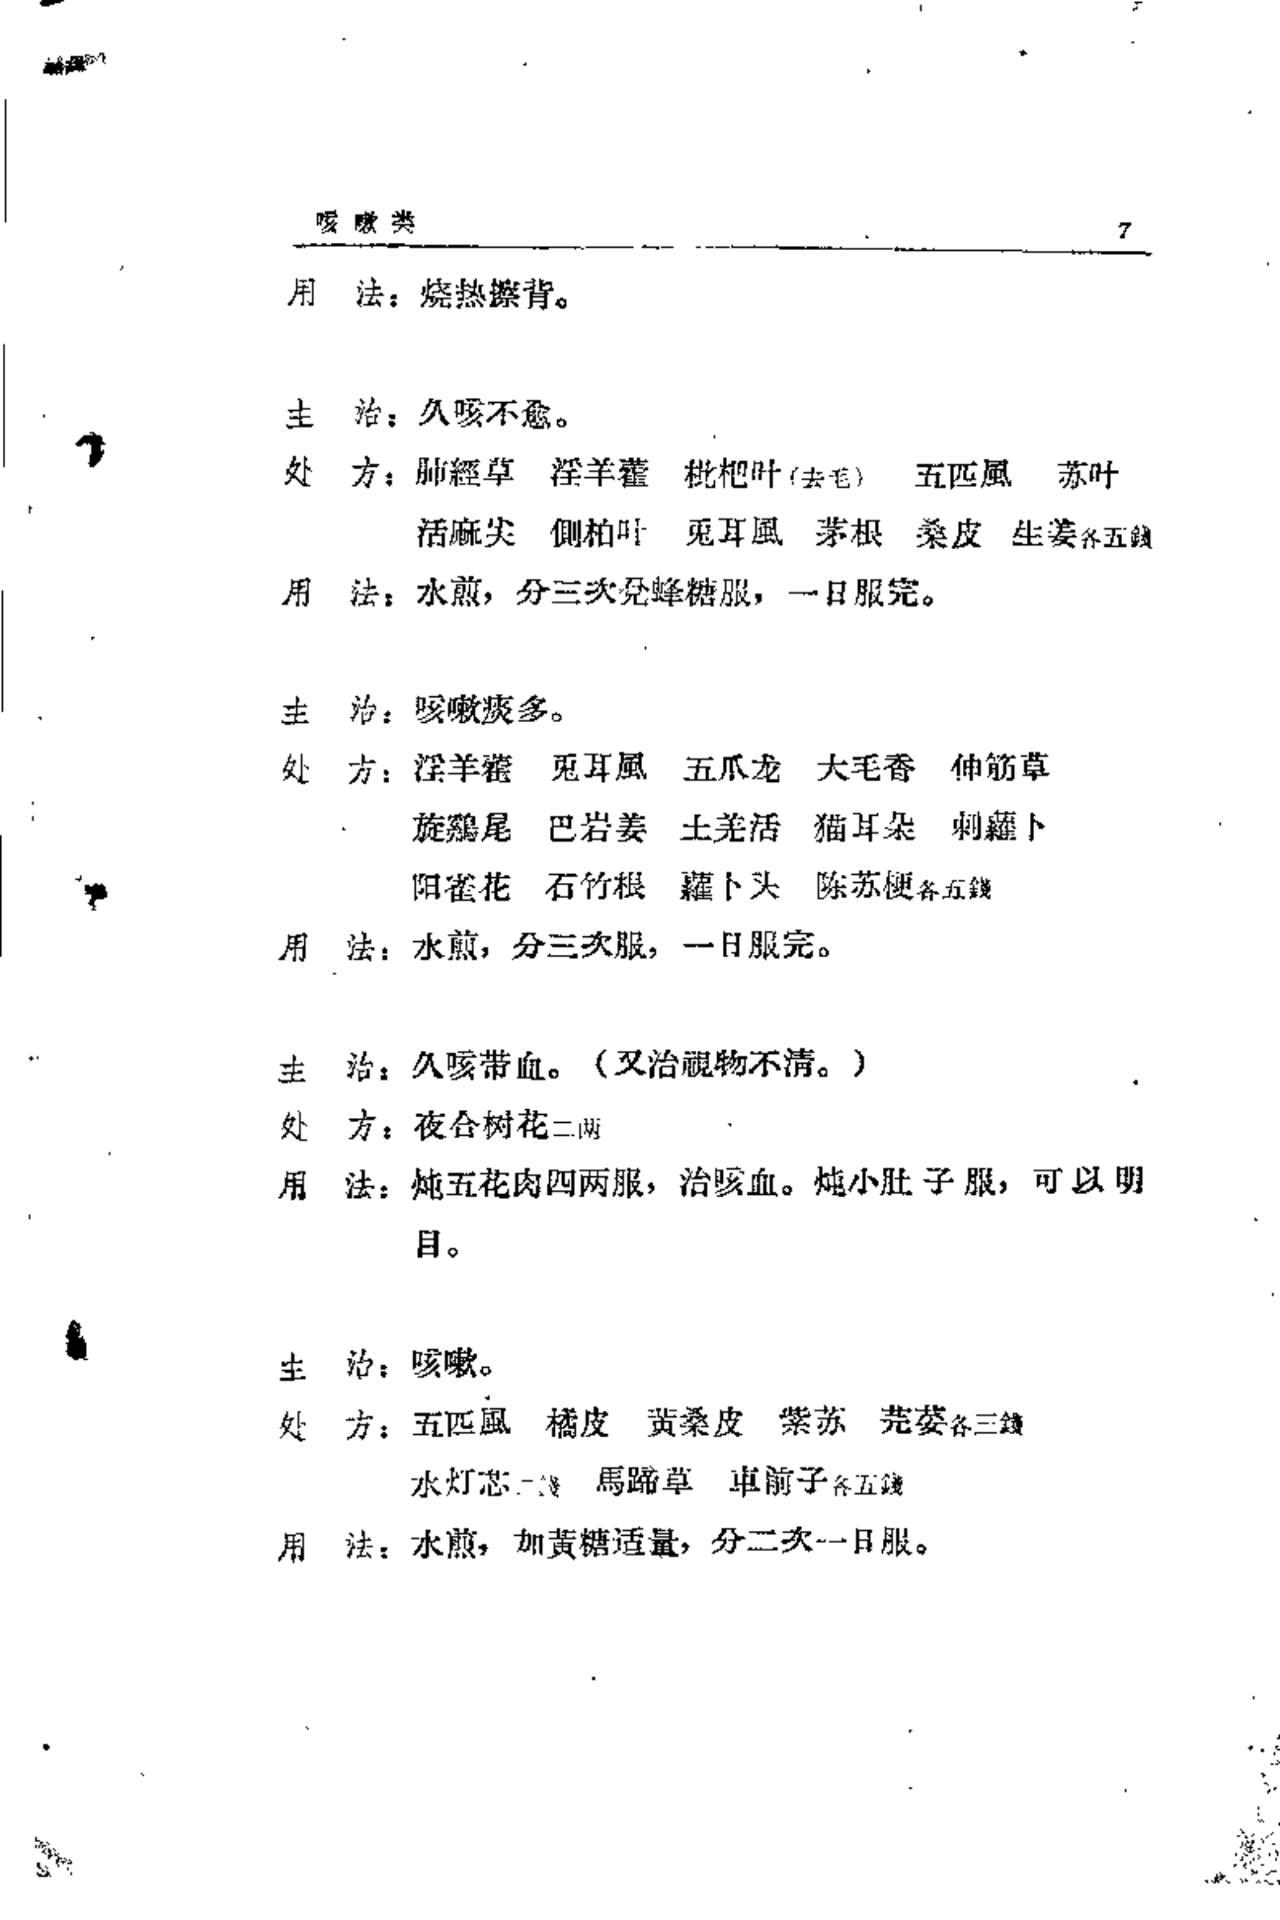 咳嗽类 7
用 法：烧热擦背。
主 治：久咳不愈。
处 方：肺經草 淫羊藿 枇杷叶（去毛） 五匹風 苏叶
活麻尖 侧柏叶 兎耳風 茅根 桑皮 生姜各五錢
用 法：水煎，分三次兑蜂糖服，一日服完。
主 治：咳嗽痰多。
处 方：淫羊藿 兎耳風 五爪龙 大毛香 伸筋草
旋鷄尾 巴岩姜 土羌活 猫耳朵 刺蘿卜
阳雀花 石竹根 蘿卜头 陈苏梗各五錢
用 法：水煎，分三次服，一日服完。
主 治：久咳带血。（又治視物不清。）
处 方：夜合树花二两
用 法：炖五花肉四两服，治咳血。炖小肚子服，可以明
目。
主 治：咳嗽。
处 方：五匹風 橘皮 黄桑皮 紫苏 芫荽各三錢
水灯芯 馬蹄草 車前子各五錢
用 法：水煎，加黄糖适量，分二次一日服。